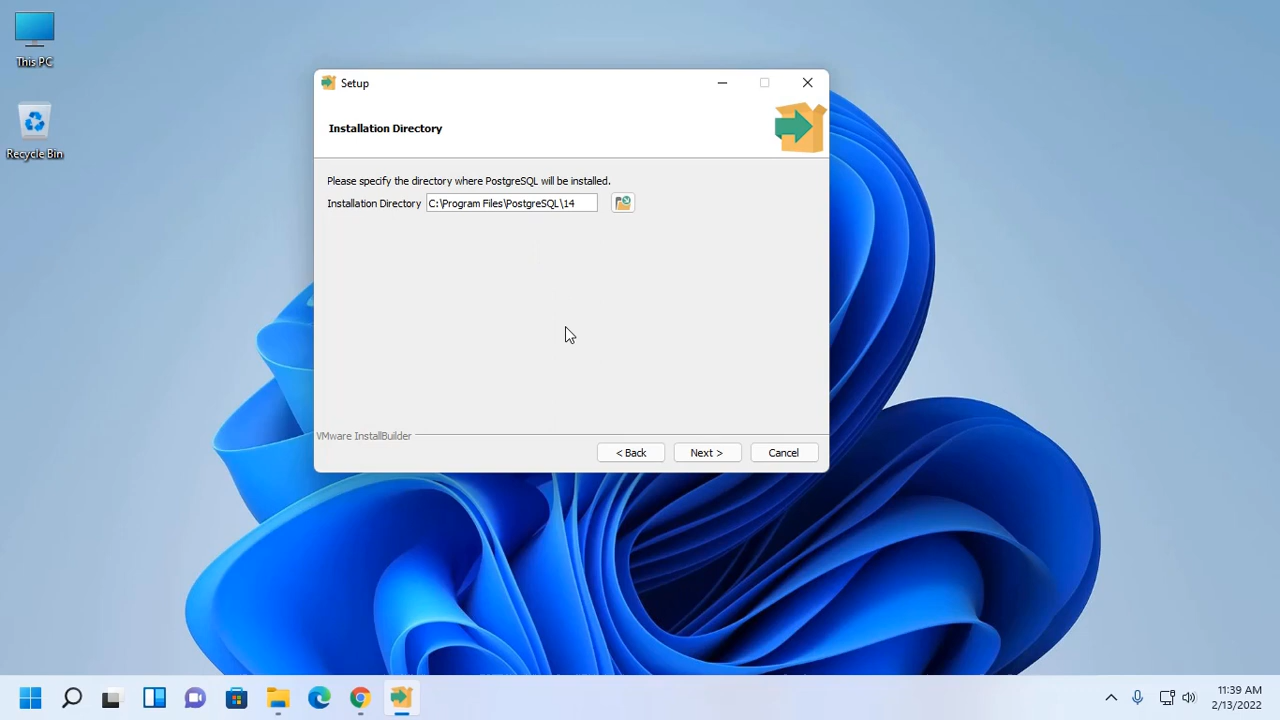 This PC
Recycle Bin
Setup
Installation Directory
Please specify the directory where PostgreSQL will be installed.
Installation Directory C:\Program Files\PostgreSQL\14
VMware InstallBuilder
< Back Next > Cancel
11:39 AM
2/13/2022